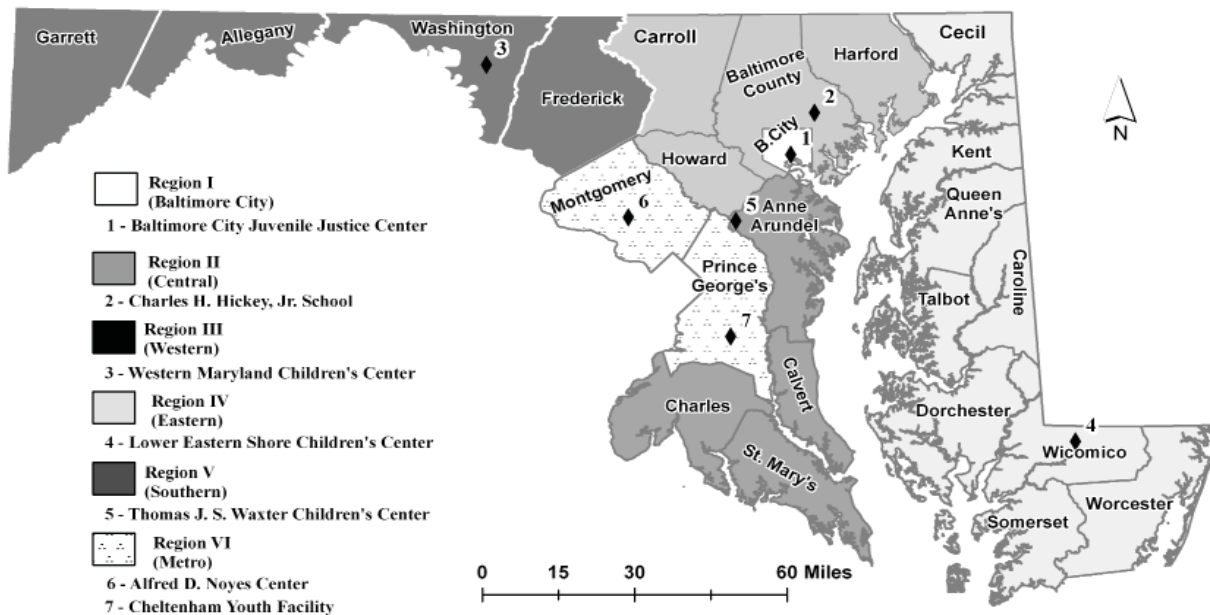 Garrett
Allegany
Washington
3
Frederick
Carroll
Baltimore
County
Harford
Cecil
2
B.City
1
Howard
Kent
Montgomery
6
5
Anne
Arundel
Queen
Anne's
Caroline
Prince
George's
Talbot
7
Calvert
Charles
St. Mary's
Dorchester
4
Wicomico
Worcester
Somerset
N
Region I
(Baltimore City)
1 - Baltimore City Juvenile Justice Center
Region II
(Central)
2 - Charles H. Hickey, Jr. School
Region III
(Western)
3 - Western Maryland Children's Center
Region IV
(Eastern)
4 - Lower Eastern Shore Children's Center
Region V
(Southern)
5 - Thomas J. S. Waxter Children's Center
Region VI
(Metro)
6 - Alfred D. Noyes Center
7 - Cheltenham Youth Facility
0 15 30 60 Miles